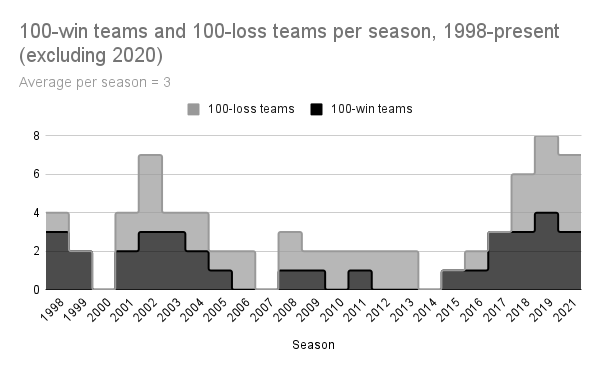 100-win teams and 100-loss teams per season, 1998-present
(excluding 2020)
Average per season = 3
100-loss teams 100-win teams
8
6
4
2
0
1998 1999 2000 2001 2002 2003 2004 2005 2006 2007 2008 2009 2010 2011 2012 2013 2014 2015 2016 2017 2018 2019 2021
Season